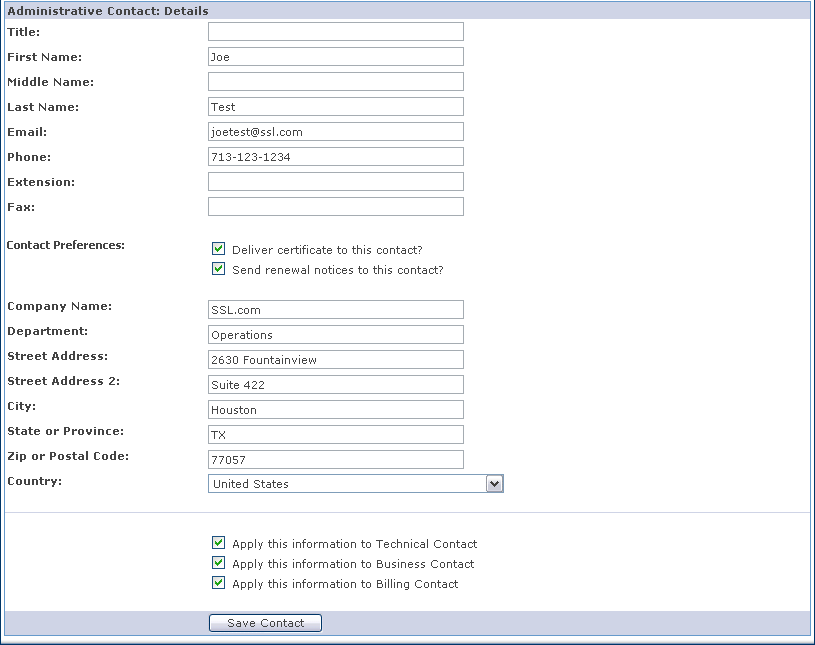 Administrative Contact: Details
Title:
First Name: Joe
Middle Name:
Last Name: Test
Email: joetest@ssl.com
Phone: 713-123-1234
Extension:
Fax:
Contact Preferences: Deliver certificate to this contact?
Send renewal notices to this contact?
Company Name: SSL.com
Department: Operations
Street Address: 2630 Fountainview
Street Address 2: Suite 422
City: Houston
State or Province: TX
Zip or Postal Code: 77057
Country: United States
Apply this information to Technical Contact
Apply this information to Business Contact
Apply this information to Billing Contact
Save Contact